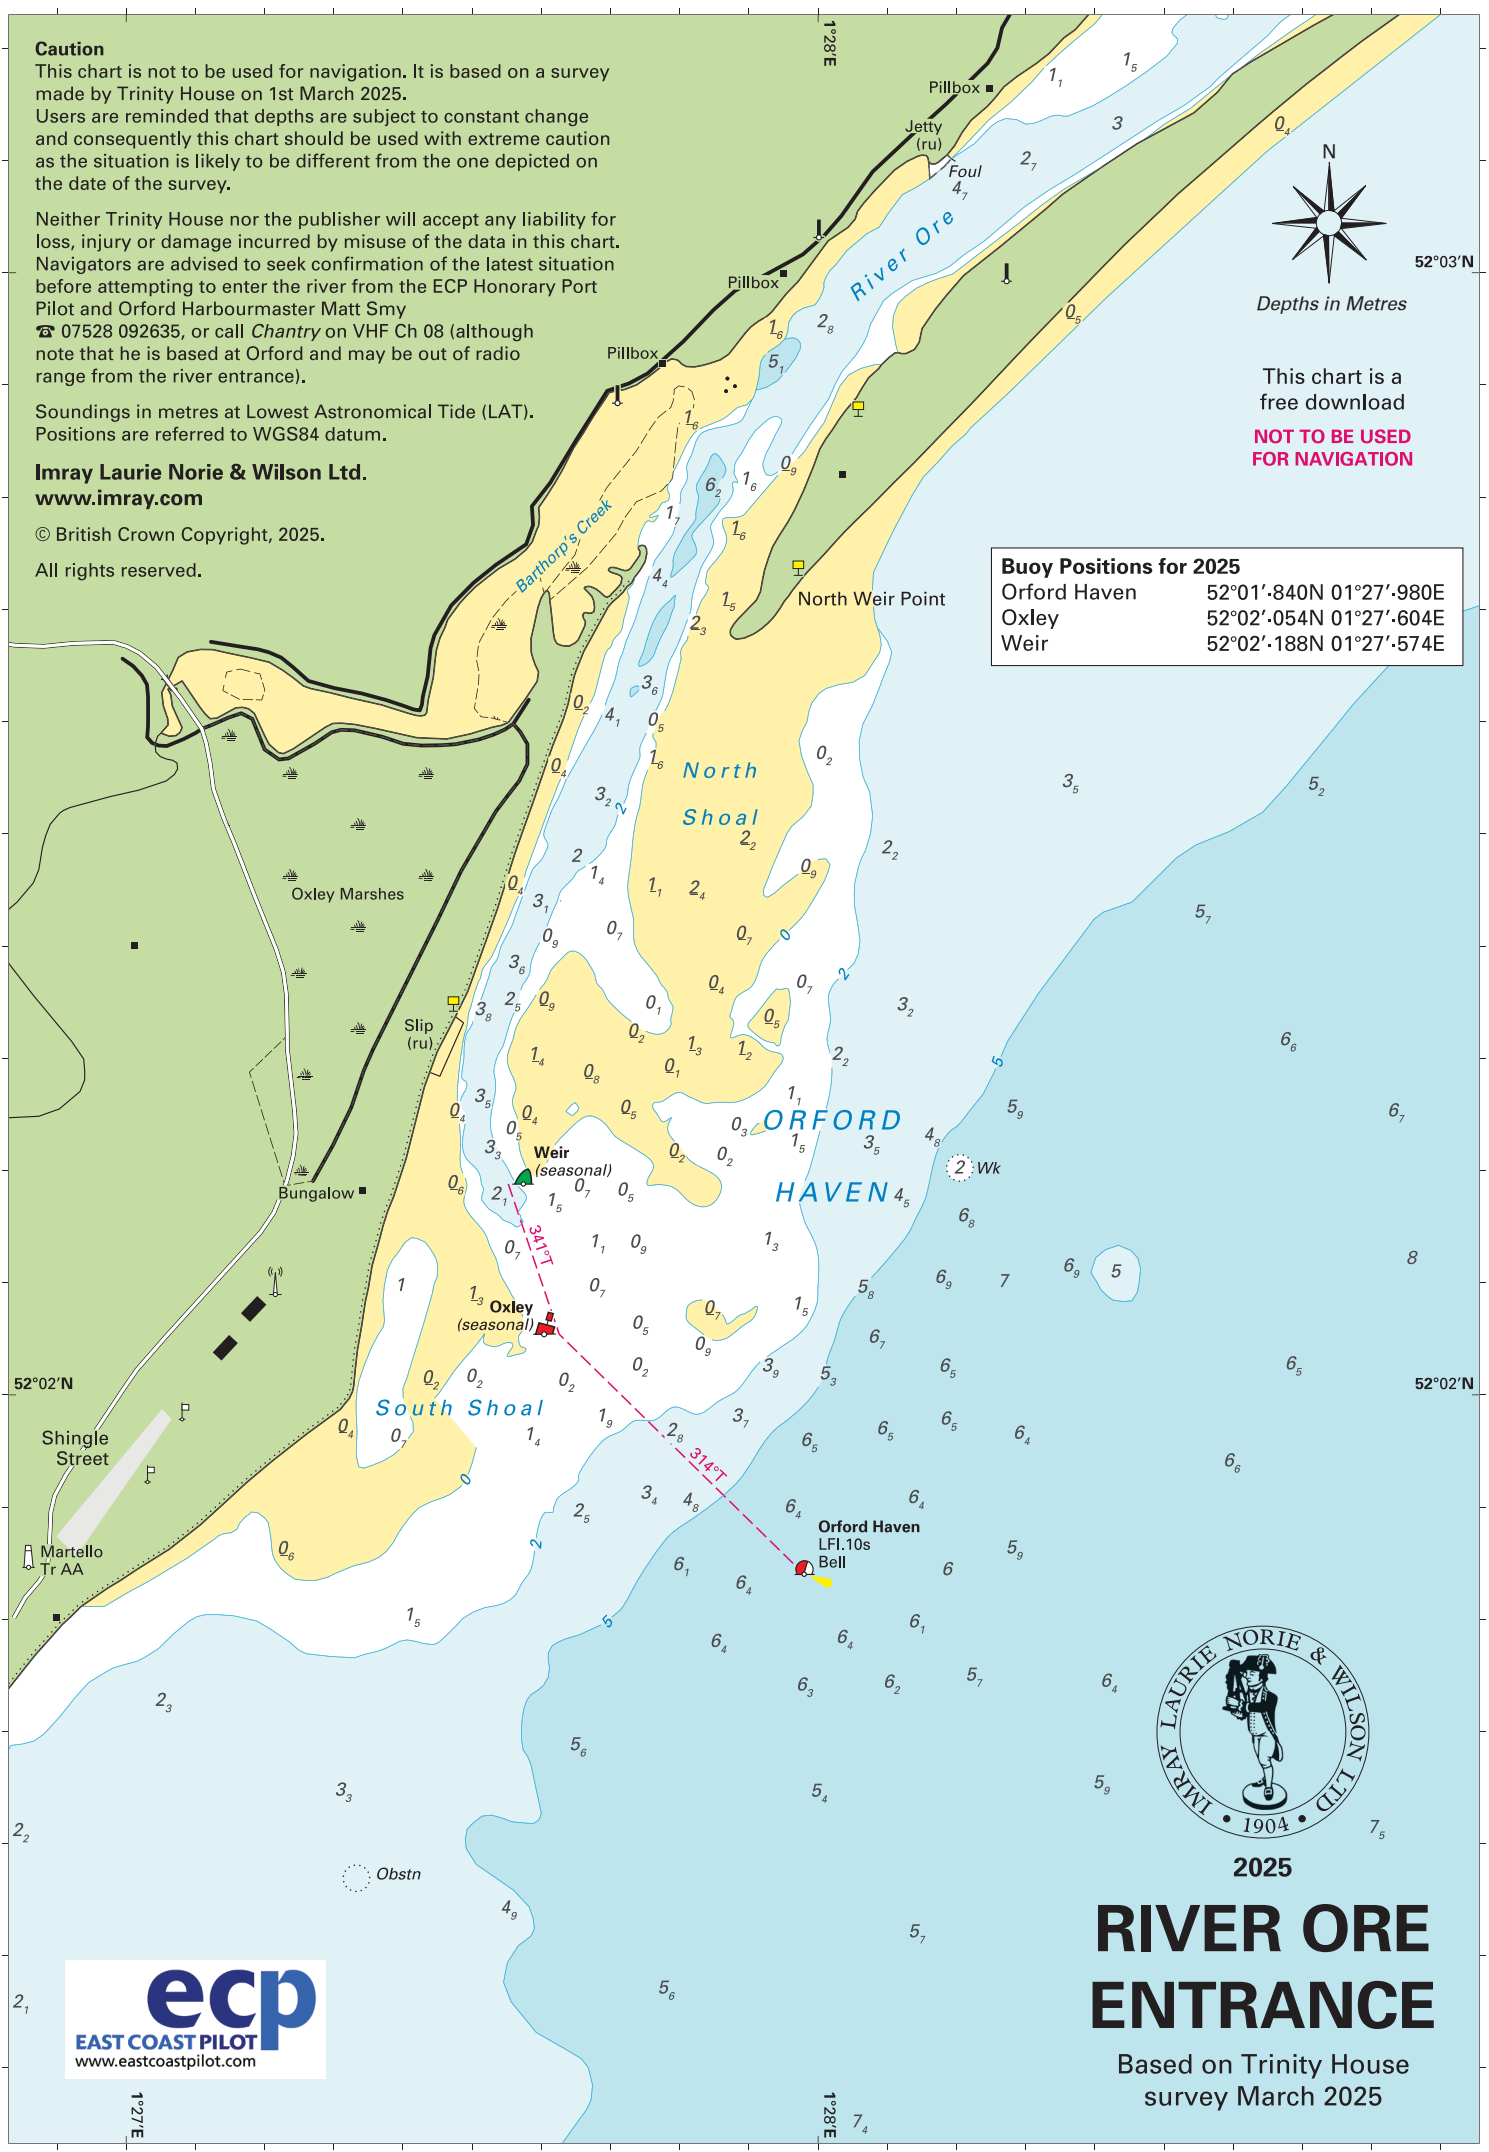 Caution
This chart is not to be used for navigation. It is based on a survey
made by Trinity House on 1st March 2025.
Users are reminded that depths are subject to constant change
and consequently this chart should be used with extreme caution
as the situation is likely to be different from the one depicted on
the date of the survey.
Neither Trinity House nor the publisher will accept any liability for
loss, injury or damage incurred by misuse of the data in this chart.
Navigators are advised to seek confirmation of the latest situation
before attempting to enter the river from the ECP Honorary Port
Pilot and Orford Harbourmaster Matt Smy
☎ 07528 092635, or call Chantry on VHF Ch 08 (although
note that he is based at Orford and may be out of radio
range from the river entrance).
Soundings in metres at Lowest Astronomical Tide (LAT).
Positions are referred to WGS84 datum.
Imray Laurie Norie & Wilson Ltd.
www.imray.com
© British Crown Copyright, 2025.
All rights reserved.
1°28'E
Pillbox
Jetty
(ru)
Foul
River Ore
Pillbox
Pillbox
N
52°03'N
Depths in Metres
This chart is a
free download
NOT TO BE USED
FOR NAVIGATION
Barthorp's Creek
North Weir Point
Buoy Positions for 2025
Orford Haven 52°01'·840N 01°27'·980E
Oxley 52°02'·054N 01°27'·604E
Weir 52°02'·188N 01°27'·574E
North
Shoal
Oxley Marshes
Slip
(ru)
ORFORD
HAVEN
Weir
(seasonal)
2 Wk
Bungalow
341°T
Oxley
(seasonal)
52°02'N
52°02'N
South Shoal
Shingle
Street
314°T
Martello
Tr AA
Orford Haven
LFl.10s
Bell
Obstn
IMRAY LAURIE NORIE & WILSON LTD
• 1904 •
2025
RIVER ORE
ENTRANCE
Based on Trinity House
survey March 2025
ecp
EAST COAST PILOT
www.eastcoastpilot.com
1°27'E
1°28'E